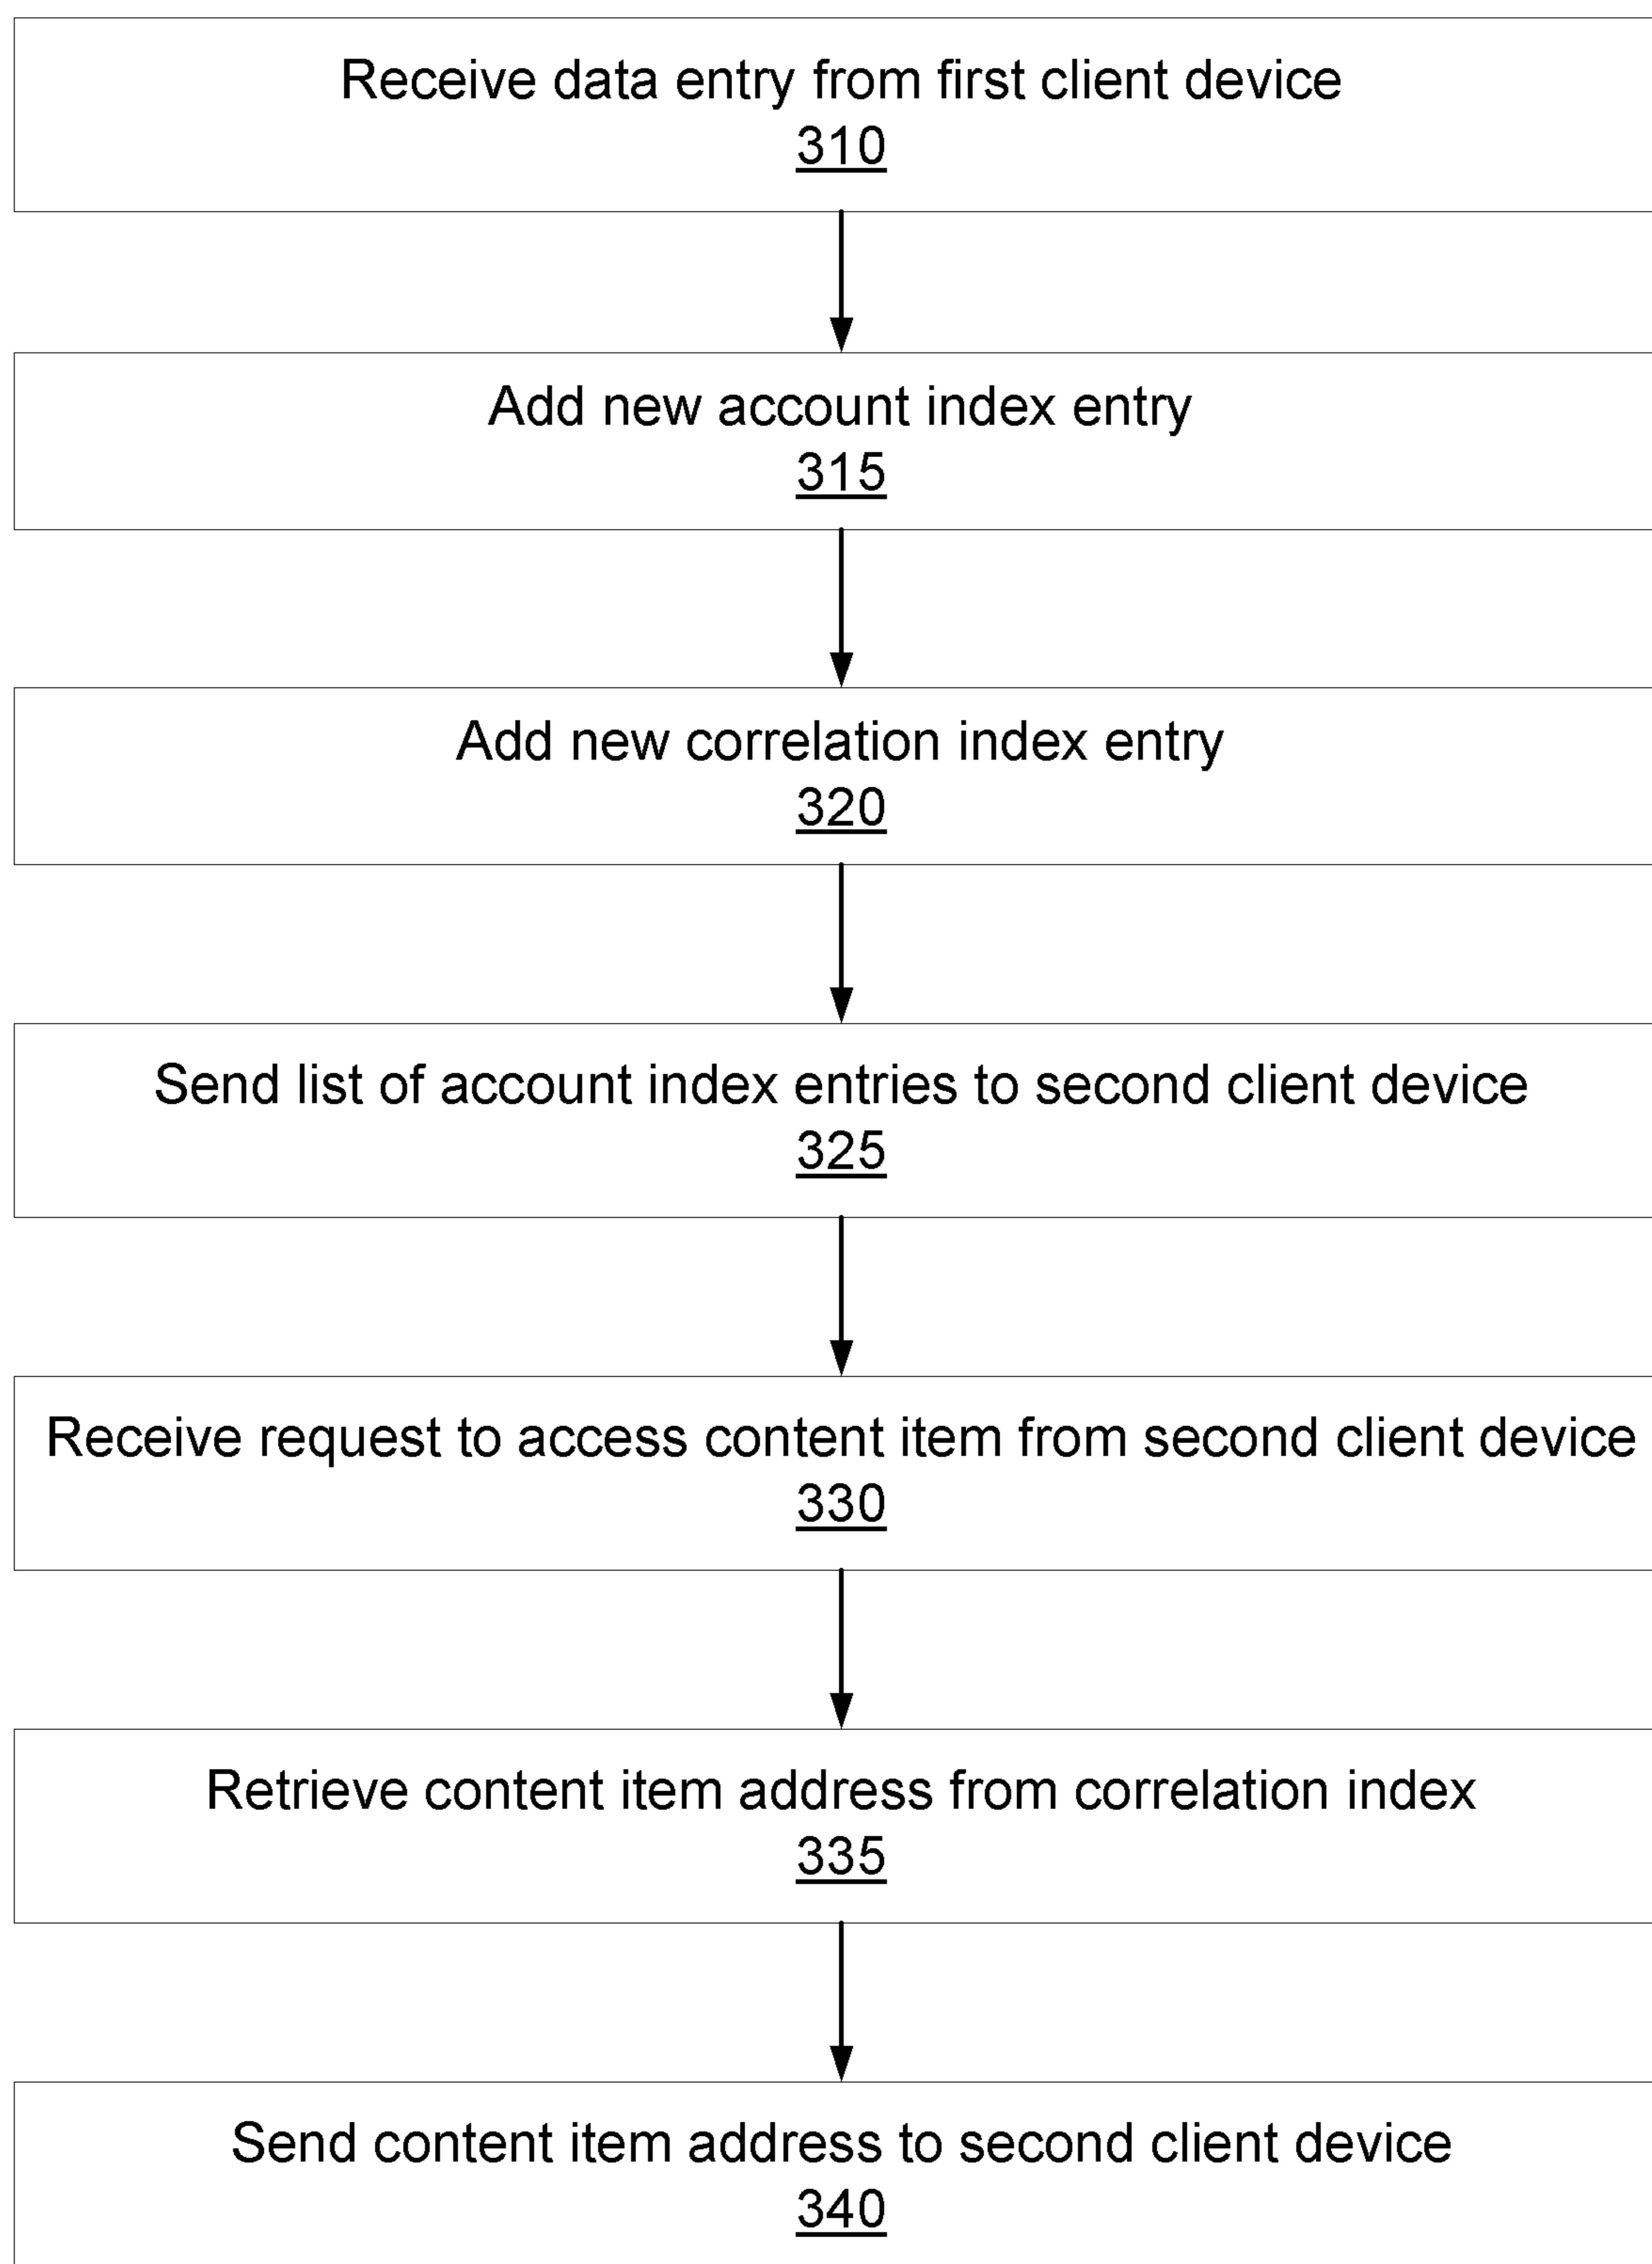 Receive data entry from first client device
310
Add new account index entry
315
Add new correlation index entry
320
Send list of account index entries to second client device
325
Receive request to access content item from second client device
330
Retrieve content item address from correlation index
335
Send content item address to second client device
340